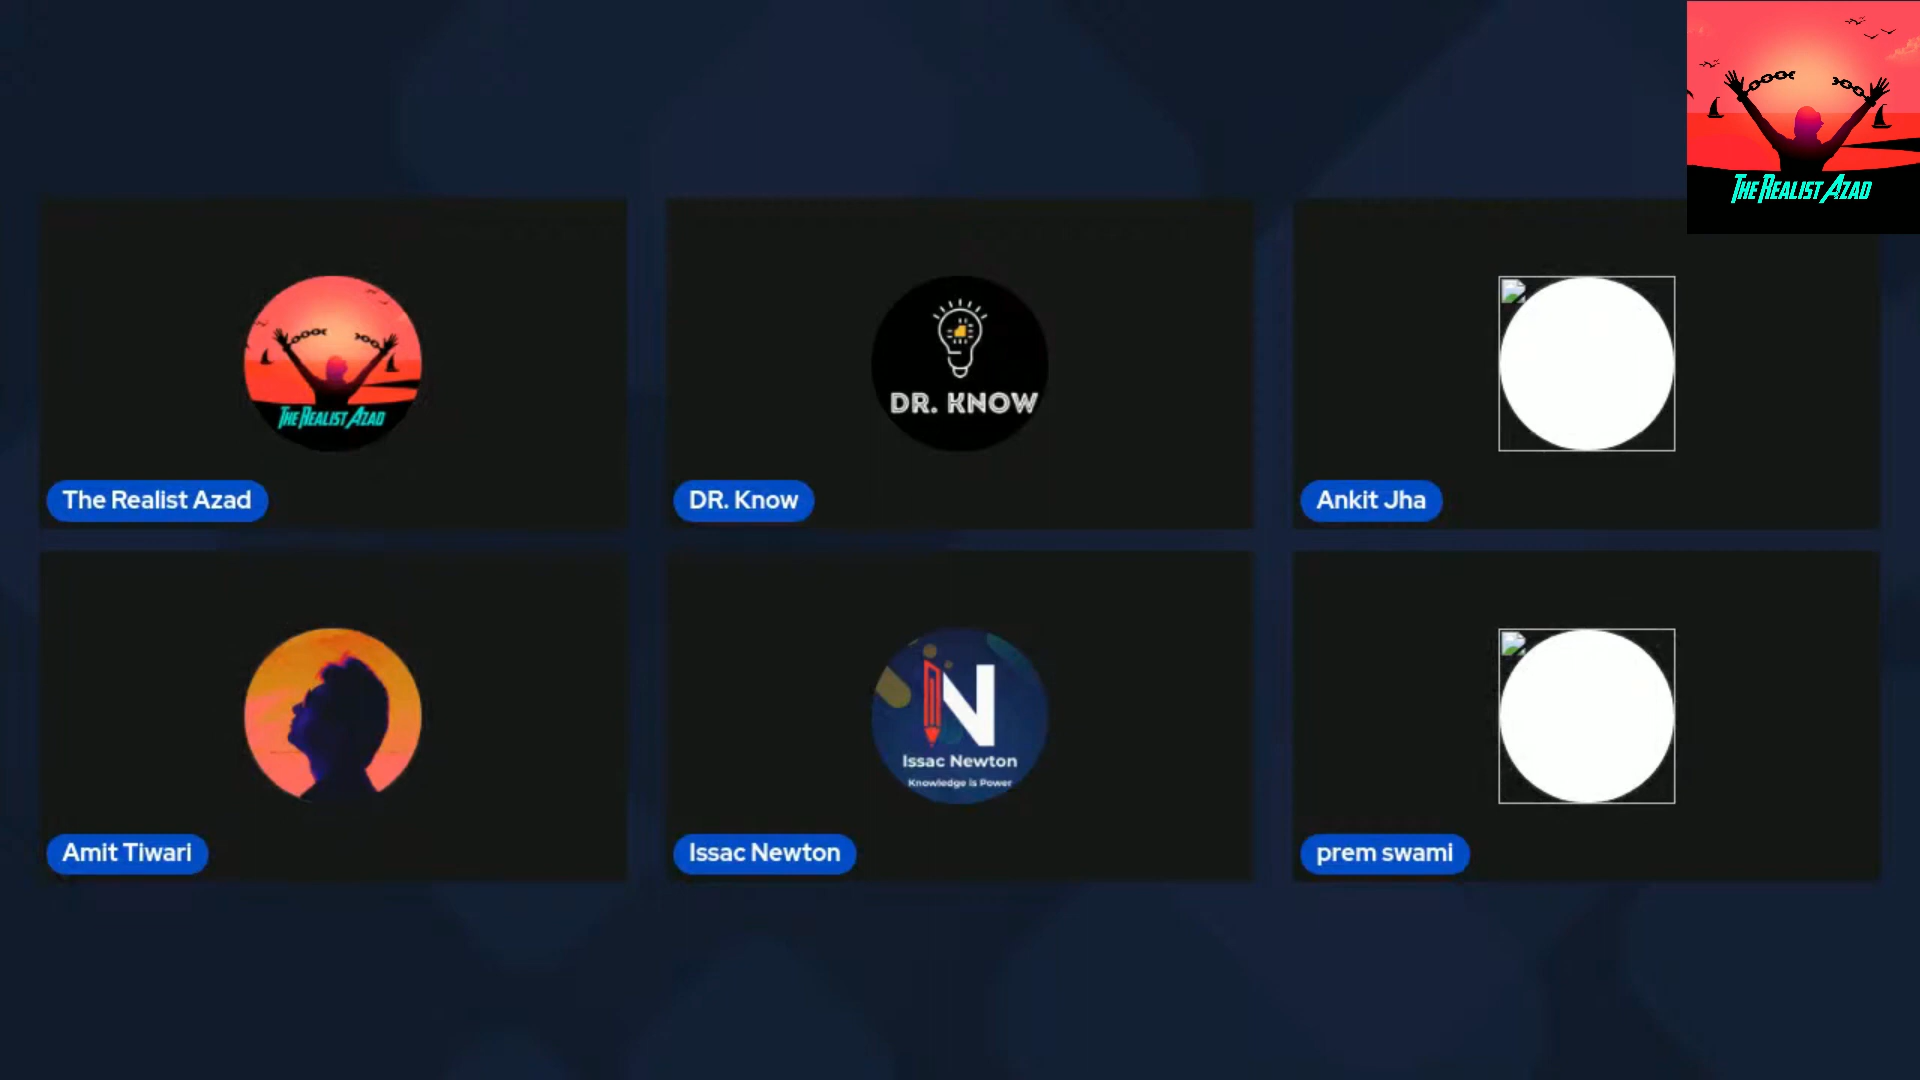 THE REALIST AZAD
THE REALIST AZAD
The Realist Azad
DR. KNOW
DR. Know
Ankit Jha
Amit Tiwari
N
Issac Newton
Knowledge is Power
Issac Newton
prem swami